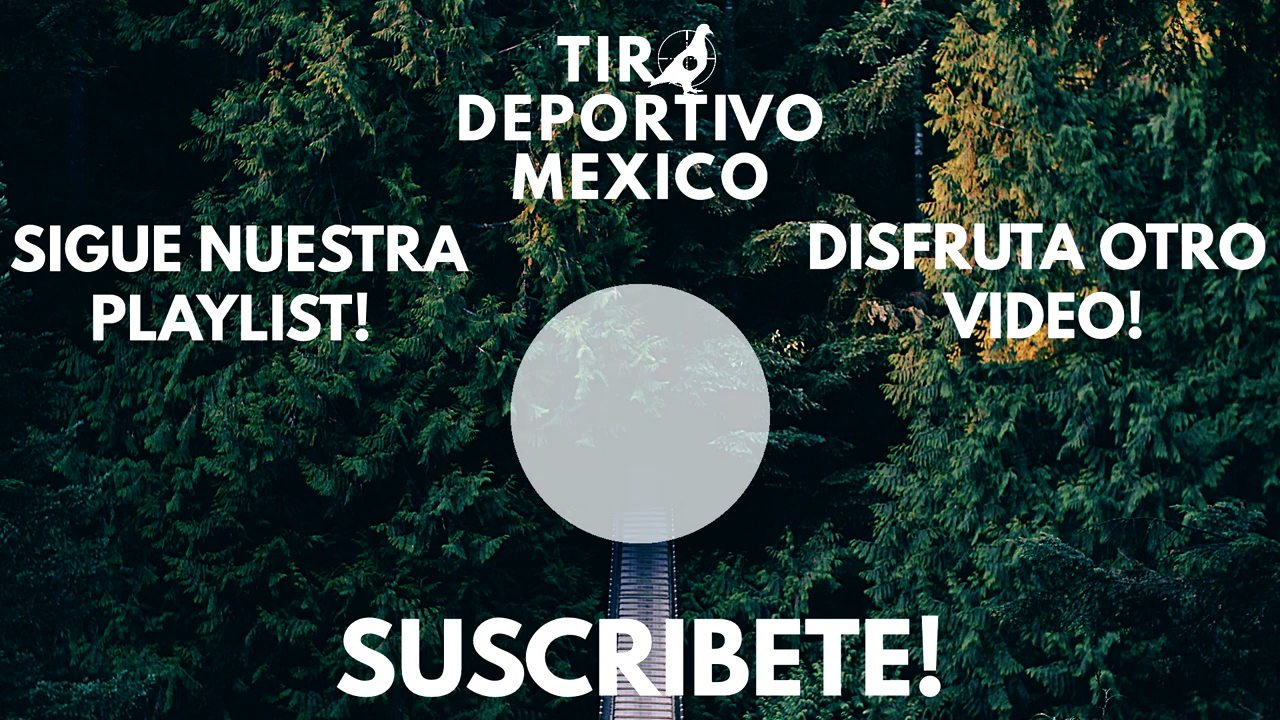 TIRO
DEPORTIVO
MEXICO
SIGUE NUESTRA
PLAYLIST!
DISFRUTA OTRO
VIDEO!
SUSCRIBETE!